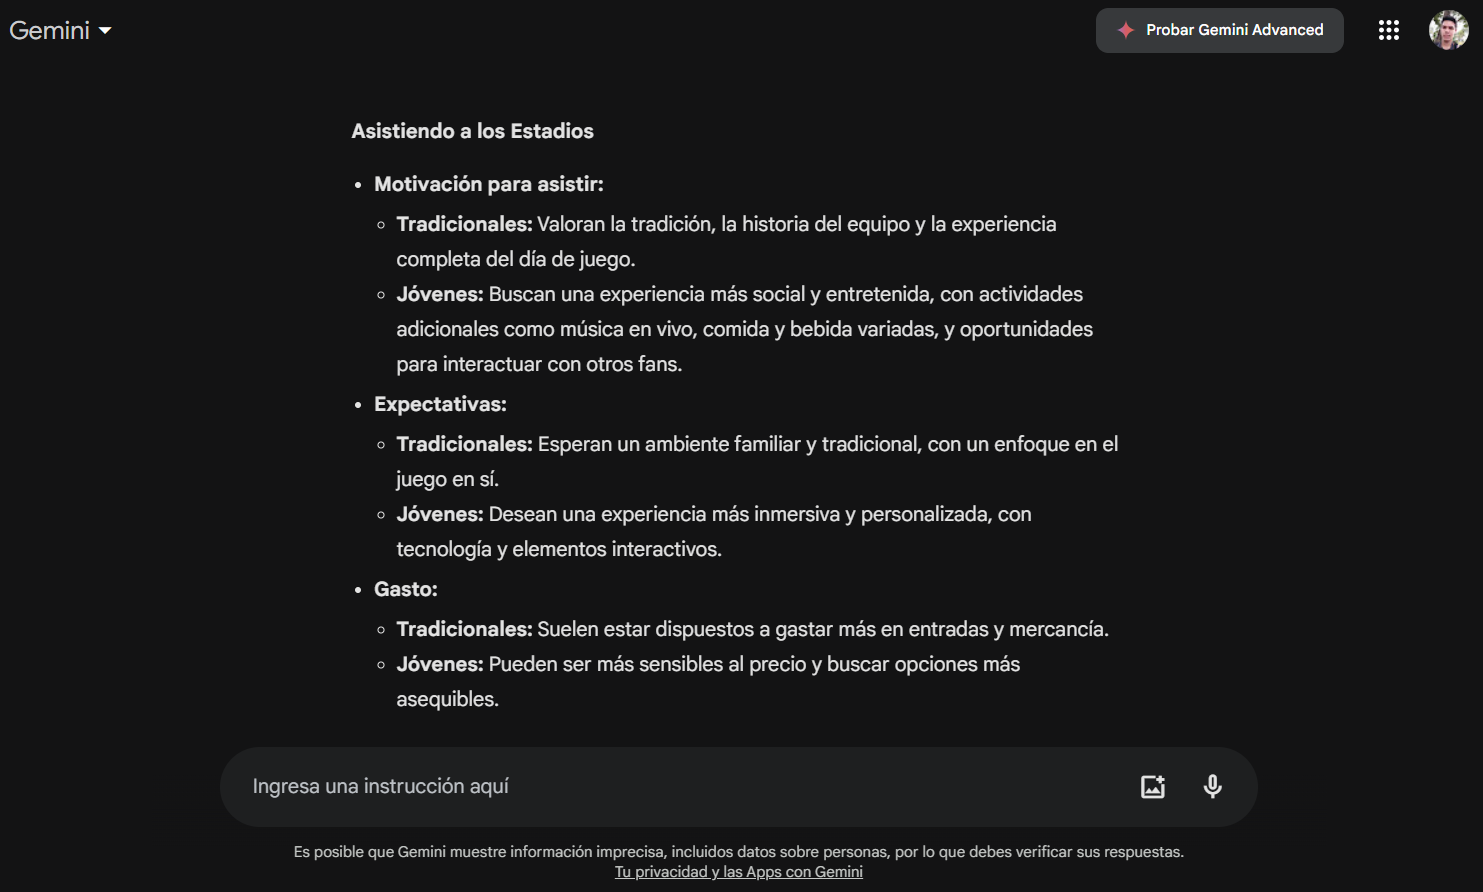 Gemini
Probar Gemini Advanced
Asistiendo a los Estadios
• Motivación para asistir:
◦ Tradicionales: Valoran la tradición, la historia del equipo y la experiencia
completa del día de juego.
◦ Jóvenes: Buscan una experiencia más social y entretenida, con actividades
adicionales como música en vivo, comida y bebida variadas, y oportunidades
para interactuar con otros fans.
• Expectativas:
◦ Tradicionales: Esperan un ambiente familiar y tradicional, con un enfoque en el
juego en sí.
◦ Jóvenes: Desean una experiencia más inmersiva y personalizada, con
tecnología y elementos interactivos.
• Gasto:
◦ Tradicionales: Suelen estar dispuestos a gastar más en entradas y mercancía.
◦ Jóvenes: Pueden ser más sensibles al precio y buscar opciones más
asequibles.
Ingresa una instrucción aquí
Es posible que Gemini muestre información imprecisa, incluidos datos sobre personas, por lo que debes verificar sus respuestas.
Tu privacidad y las Apps con Gemini